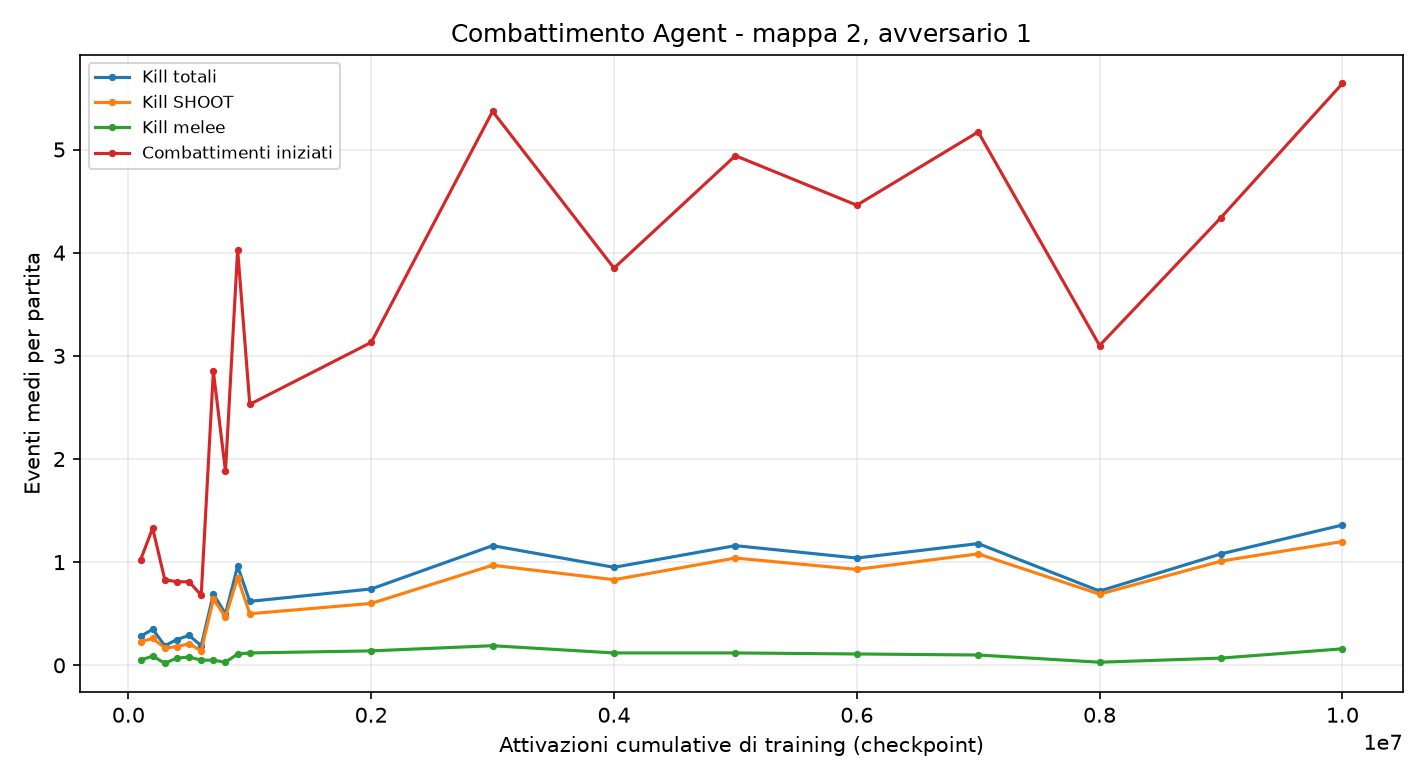 Combattimento Agent - mappa 2, avversario 1
Kill totali
Kill SHOOT
Kill melee
Combattimenti iniziati
Eventi medi per partita
5
4
3
2
1
0
0.0 0.2 0.4 0.6 0.8 1.0
1e7
Attivazioni cumulative di training (checkpoint)